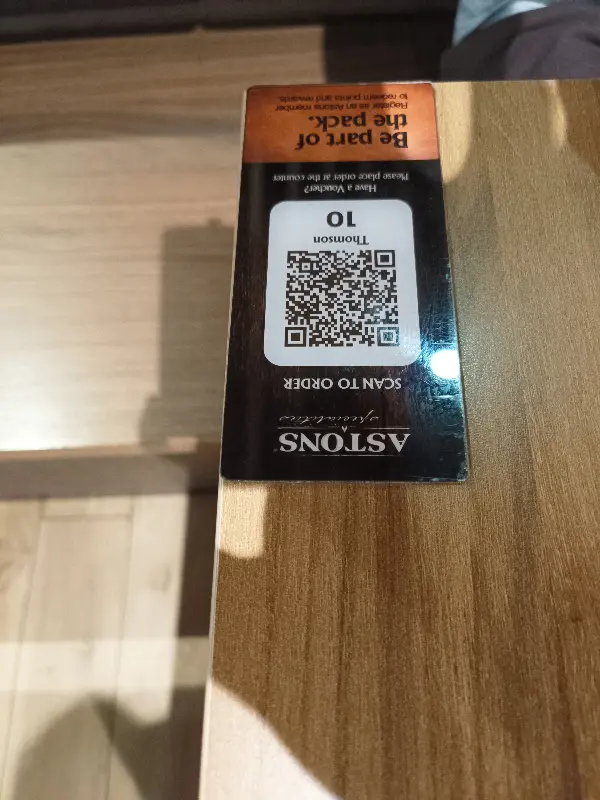 ASTONS
specialities
SCAN TO ORDER
Thomson
10
Have a Voucher?
Please place order at the counter
Be part of
the pack.
Register as an Astons member
to redeem points and rewards.